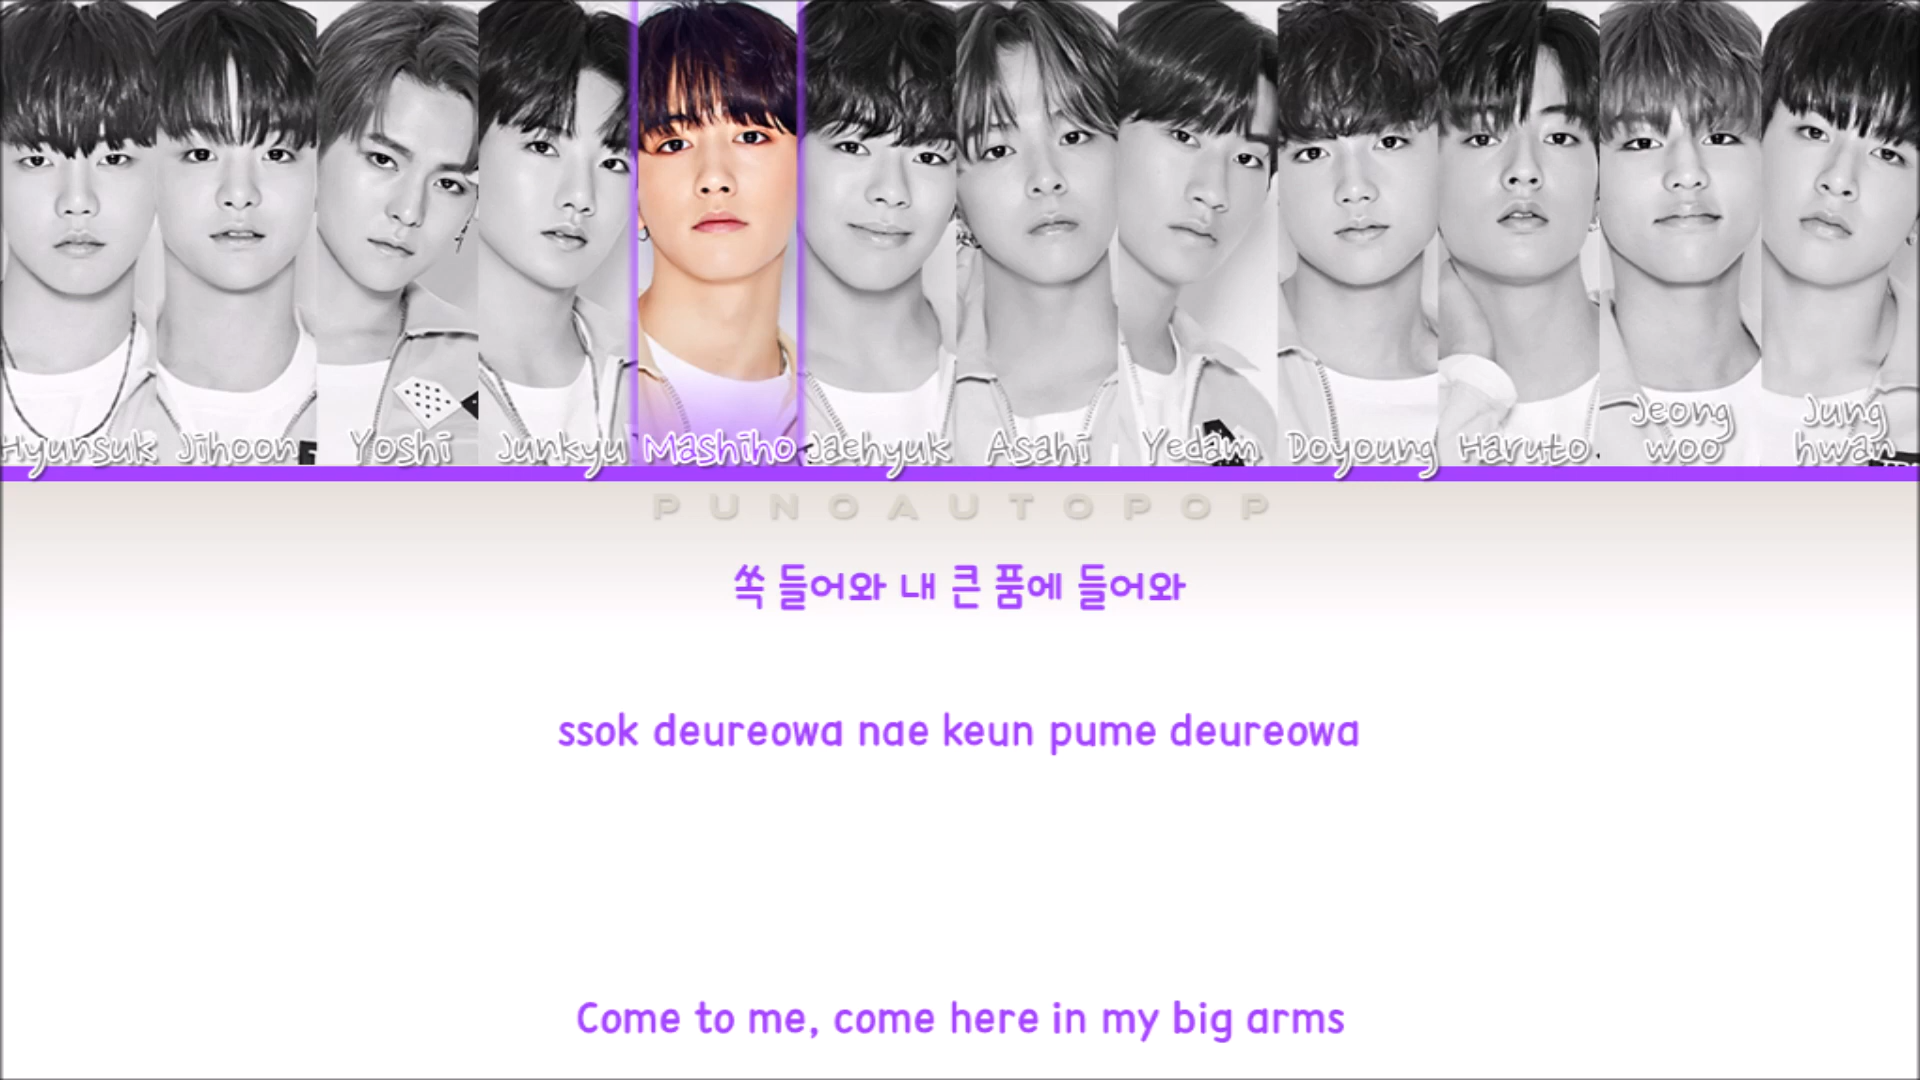 Hyunsuk Jihoon Yoshi Junkyu Mashiho Jaehyuk Asahi Yedam Doyoung Haruto Jeong woo Jung hwan
PUNOAUTOPOP
쏙 들어와 내 큰 품에 들어와
ssok deureowa nae keun pume deureowa
Come to me, come here in my big arms